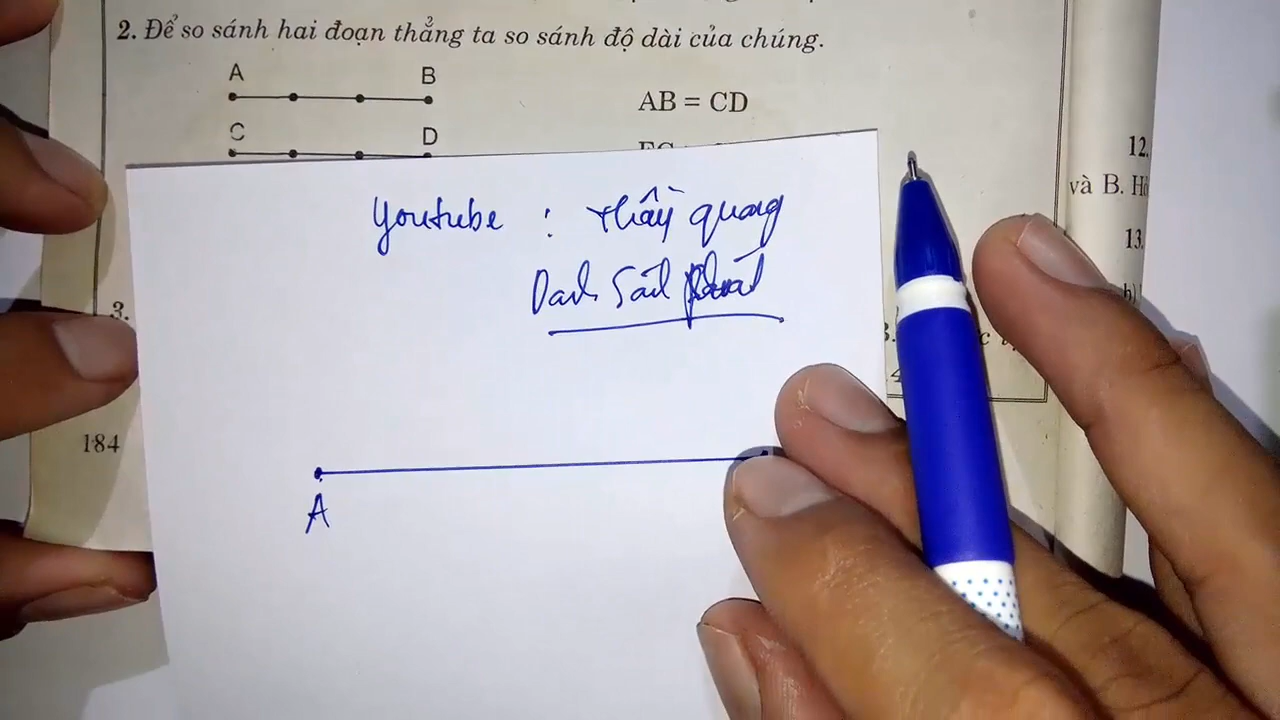 2. Để so sánh hai đoạn thẳng ta so sánh độ dài của chúng.
A B
AB = CD
C D
12.
và B.
13.
Youtube : thầy quang
3.
b)
184
A